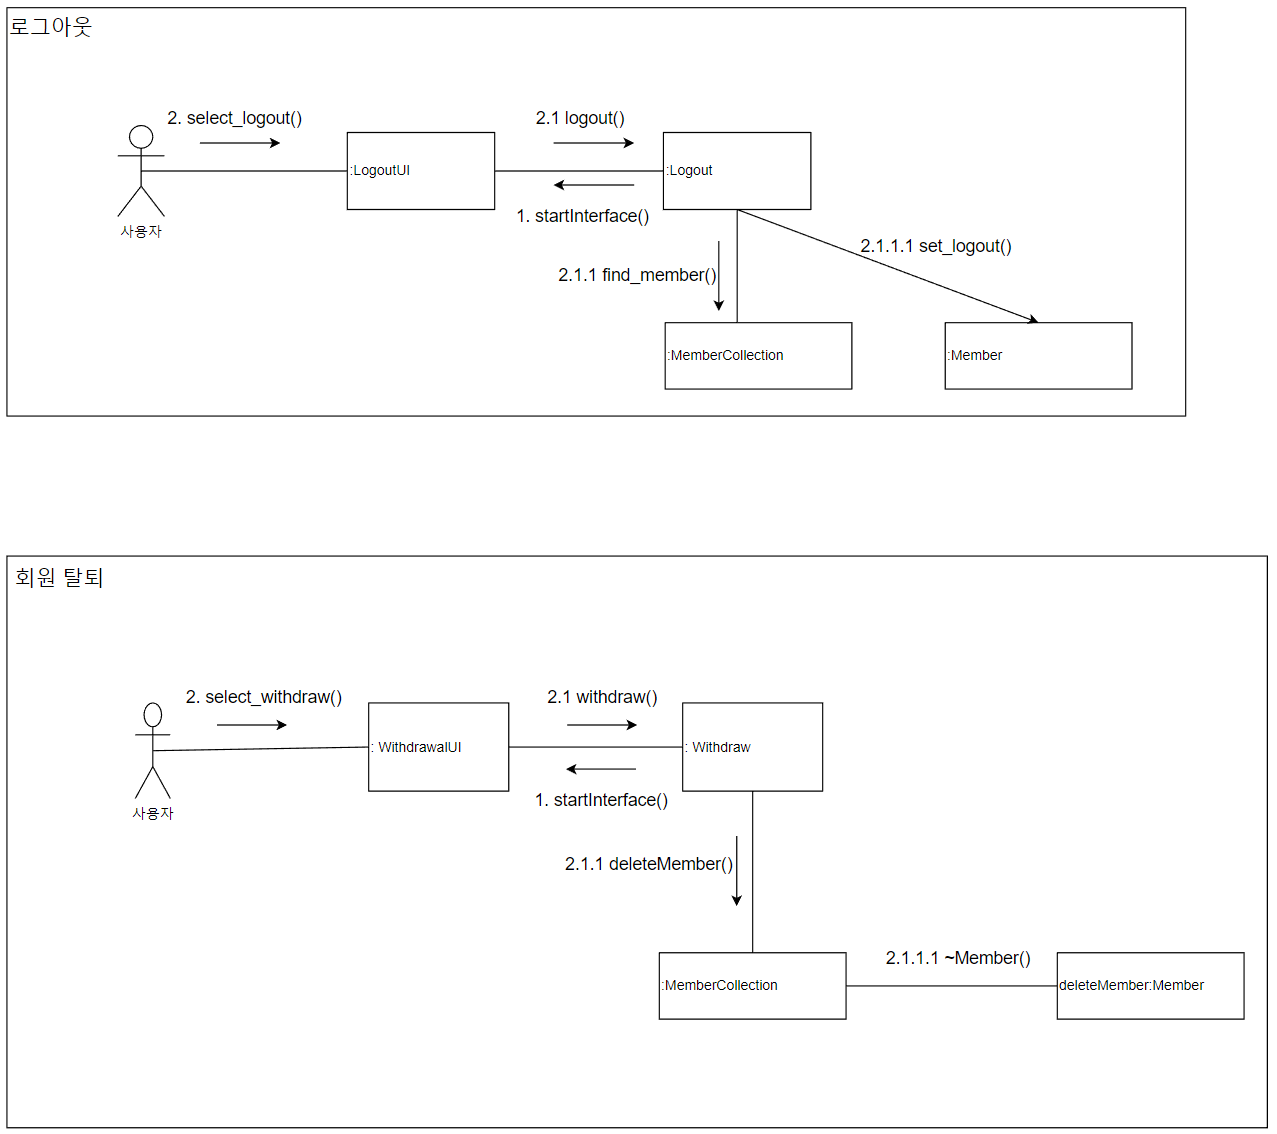 로그아웃
2. select_logout()
2.1 logout()
:LogoutUI
:Logout
1. startInterface()
사용자
2.1.1.1 set_logout()
2.1.1 find_member()
:MemberCollection
:Member
회원 탈퇴
2. select_withdraw()
2.1 withdraw()
: WithdrawalUI
: Withdraw
1. startInterface()
사용자
2.1.1 deleteMember()
2.1.1.1 ~Member()
:MemberCollection
deleteMember:Member